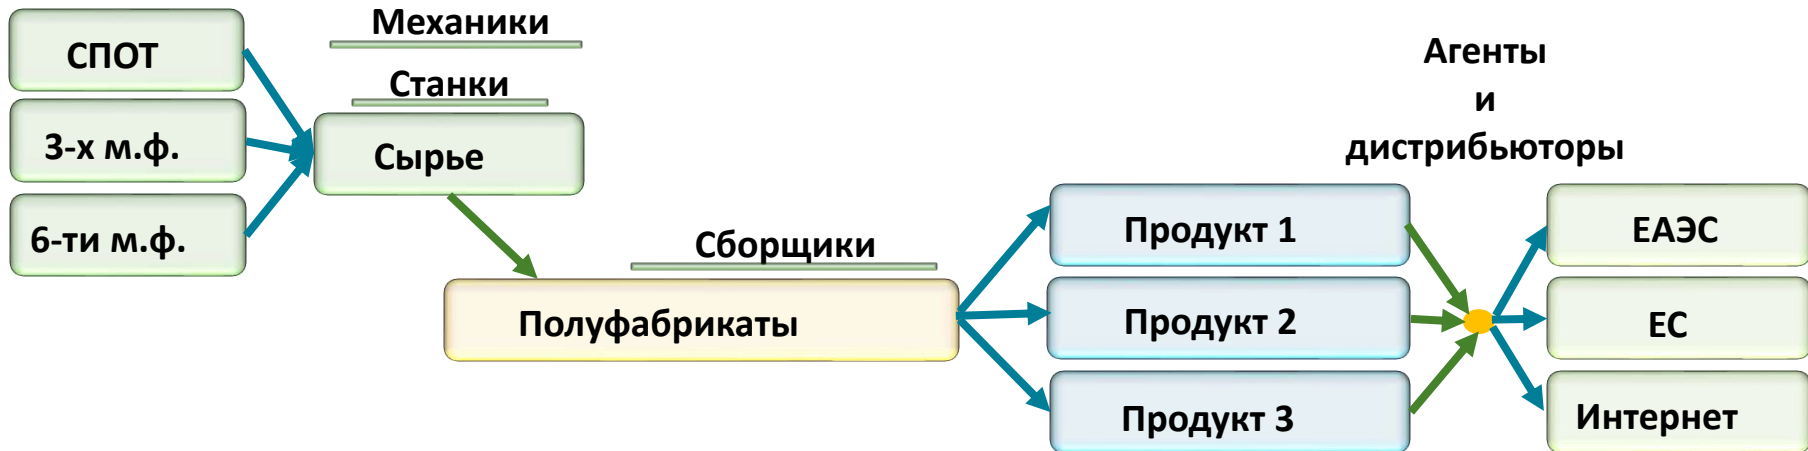 СПОТ
3-х м.ф.
6-ти м.ф.
Механики
Станки
Сырье
Сборщики
Полуфабрикаты
Продукт 1
Продукт 2
Продукт 3
Агенты
и
дистрибьюторы
ЕАЭС
ЕС
Интернет